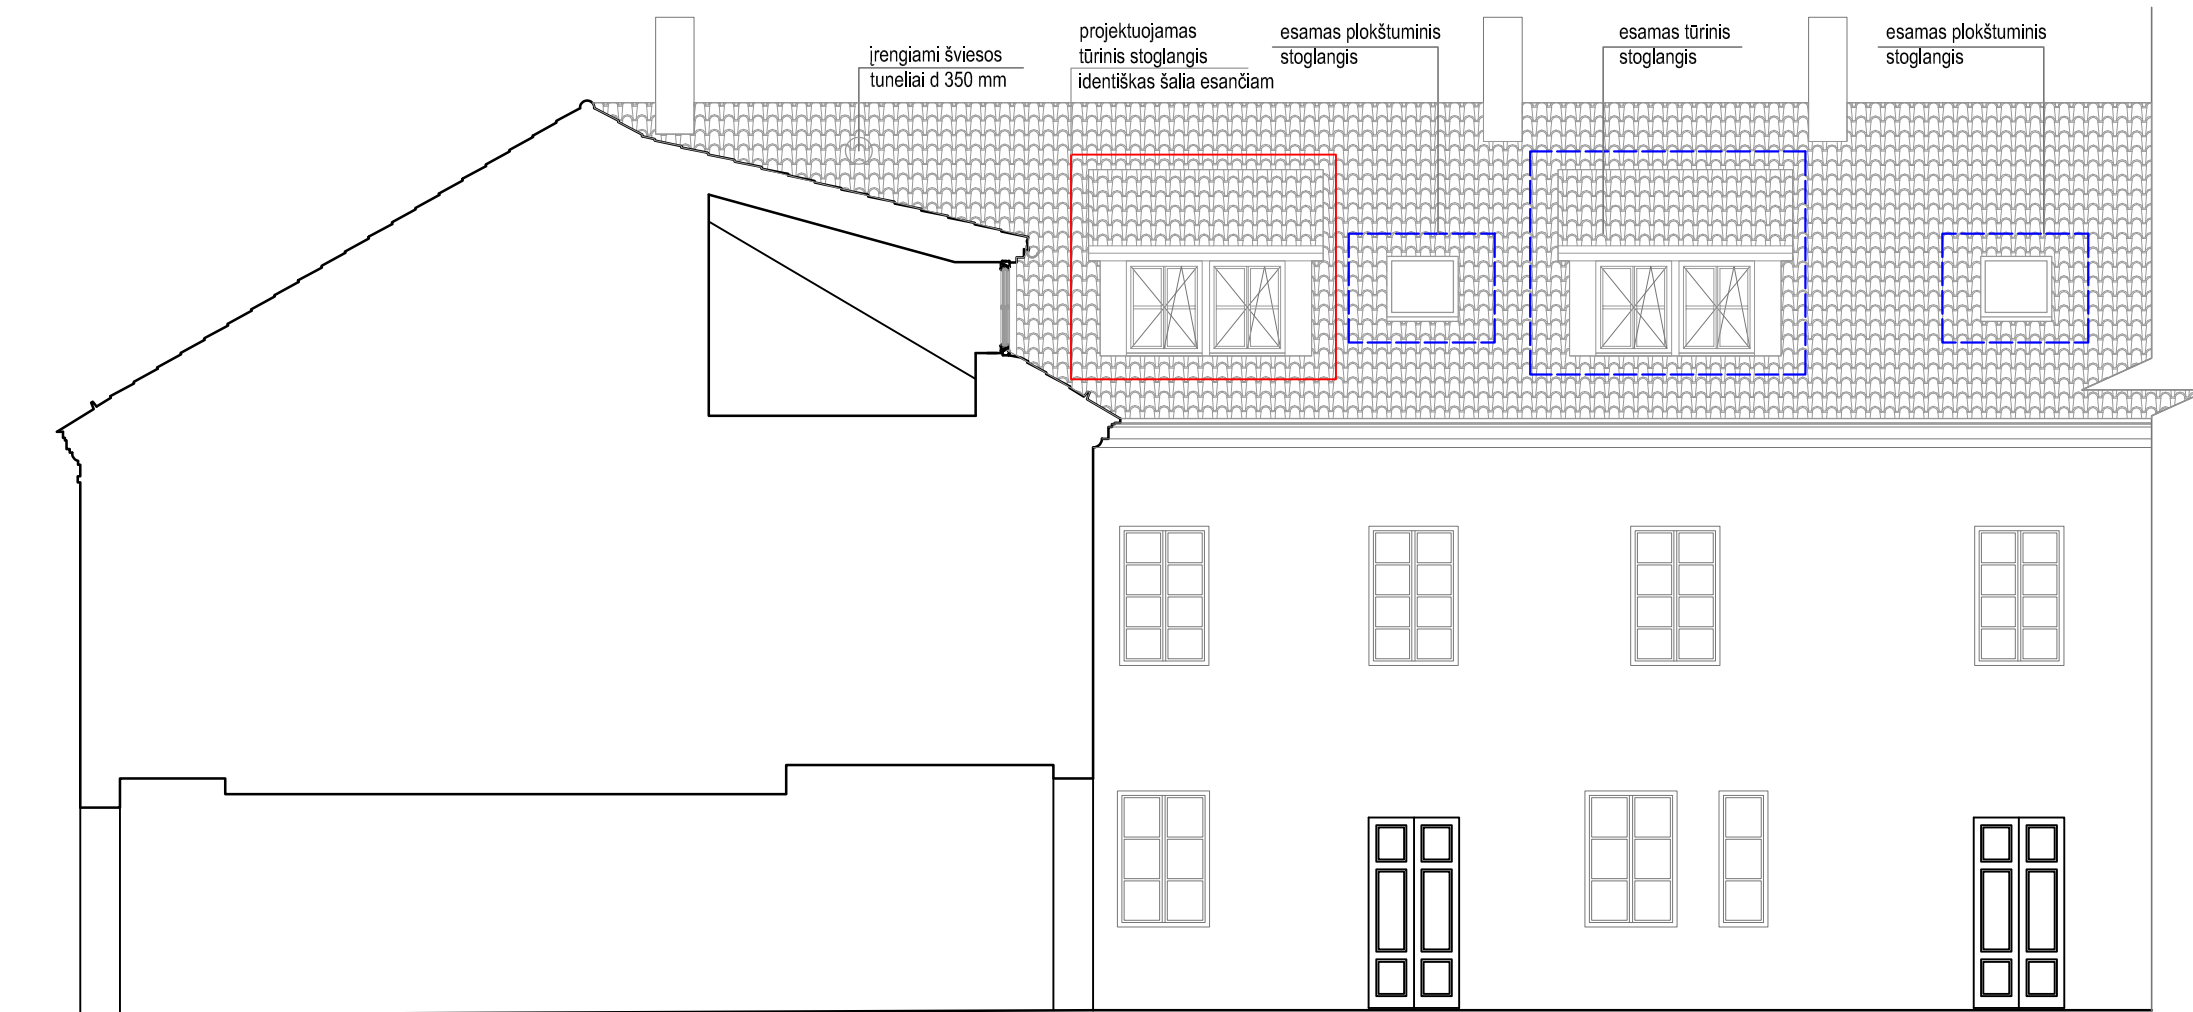 įrengiami šviesos
tuneliai d 350 mm
projektuojamas
tūrinis stoglangis
identiškas šalia esančiam
esamas plokštuminis
stoglangis
esamas tūrinis
stoglangis
esamas plokštuminis
stoglangis